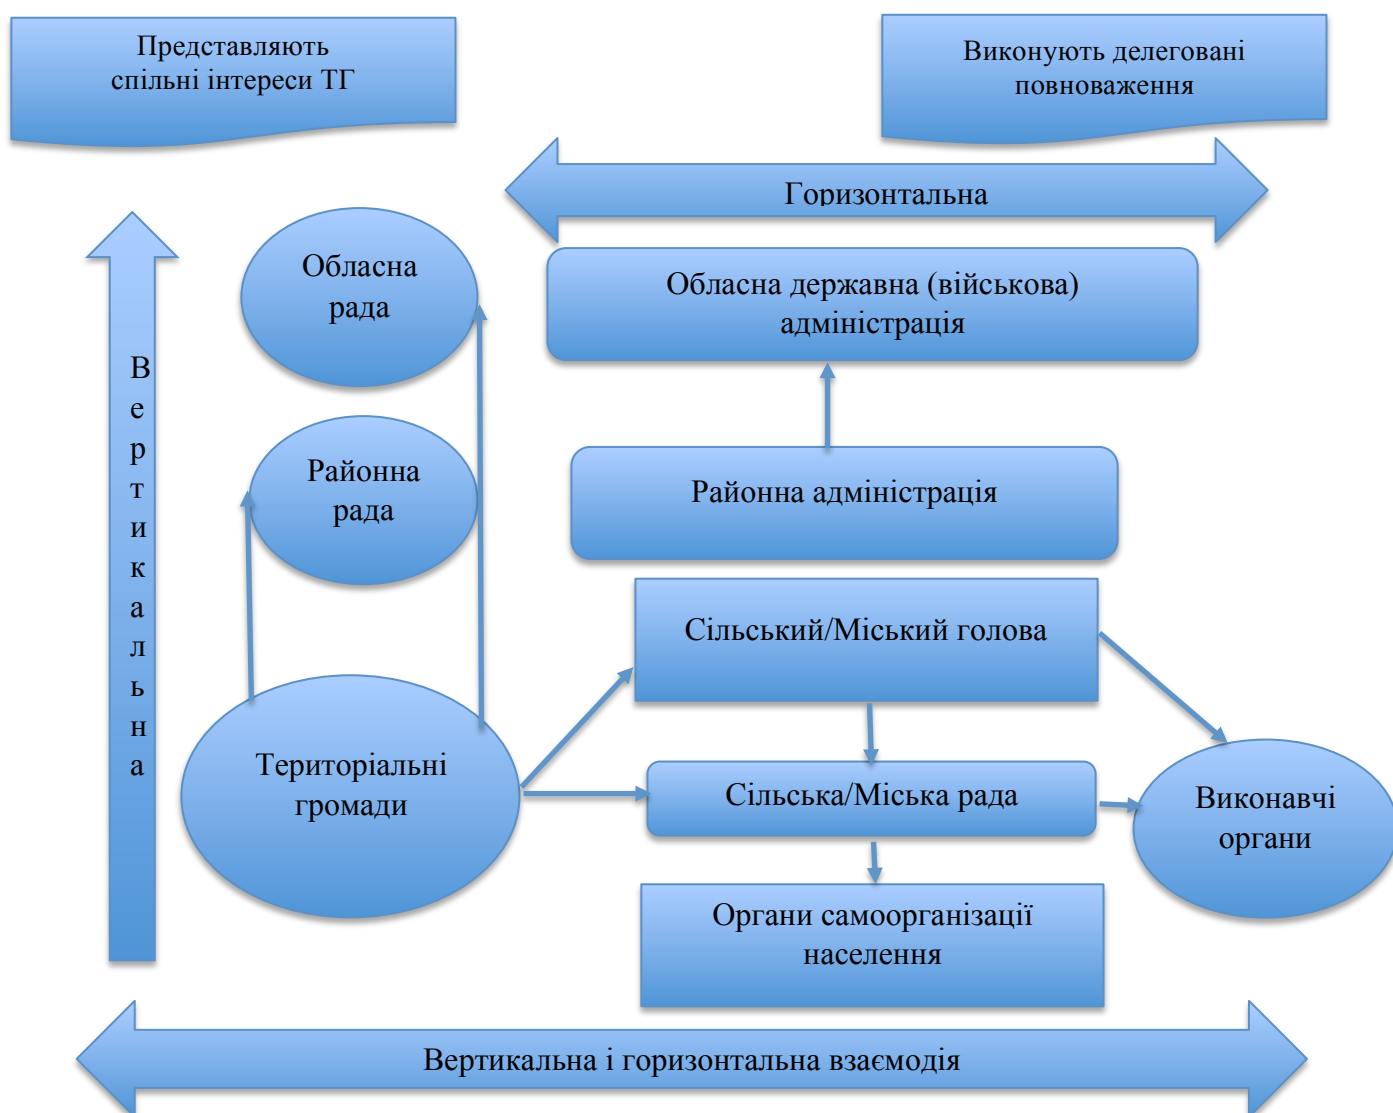 Представляють
спільні інтереси ТГ
Виконують делеговані
повноваження
Горизонтальна
Вертикальна
Обласна
рада
Обласна державна (військова)
адміністрація
Районна
рада
Районна адміністрація
Сільський/Міський голова
Територіальні
громади
Сільська/Міська рада
Виконавчі
органи
Органи самоорганізації
населення
Вертикальна і горизонтальна взаємодія